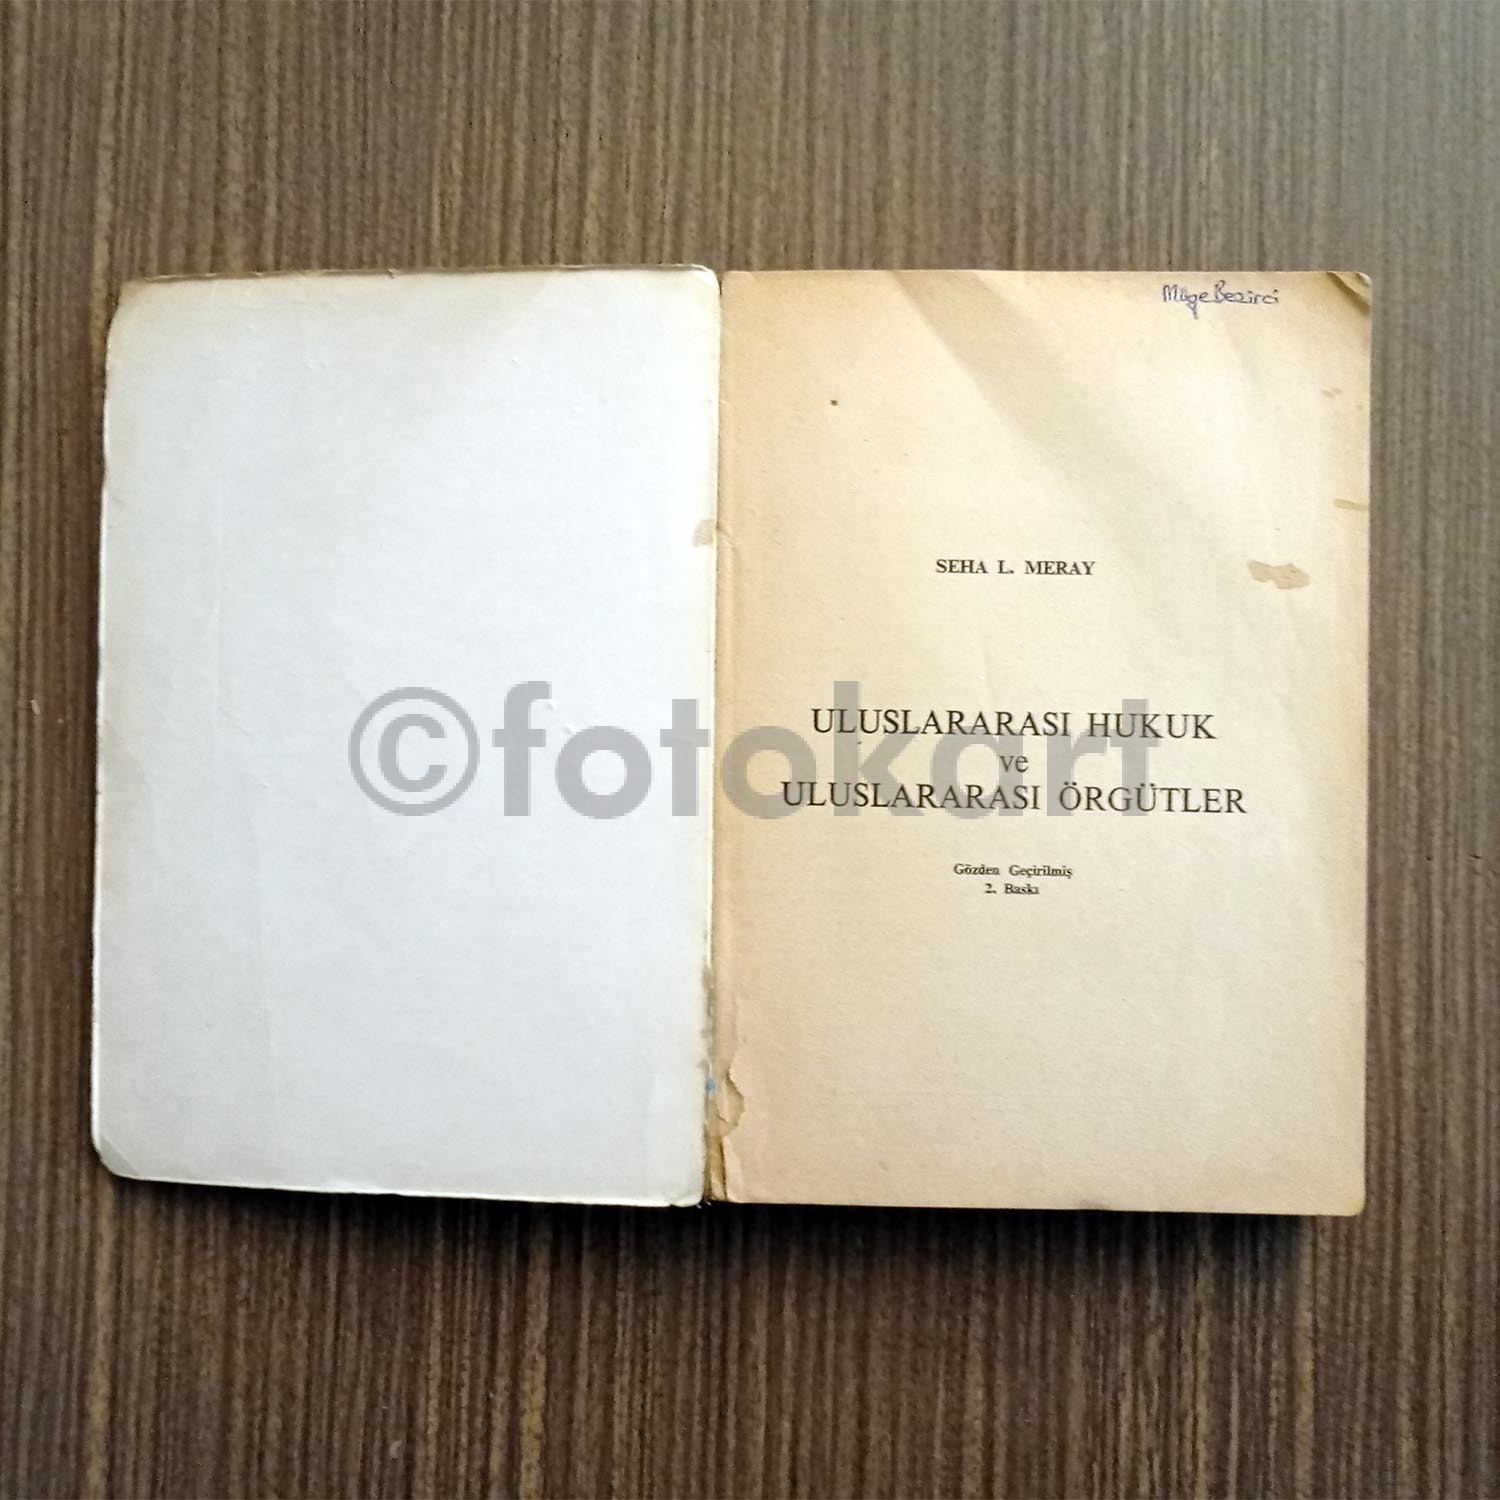 Müge Bezirci
SEHA L. MERAY
ULUSLARARASI HUKUK
ve
ULUSLARARASI ÖRGÜTLER
Gözden Geçirilmiş
2. Baskı
©fotokart